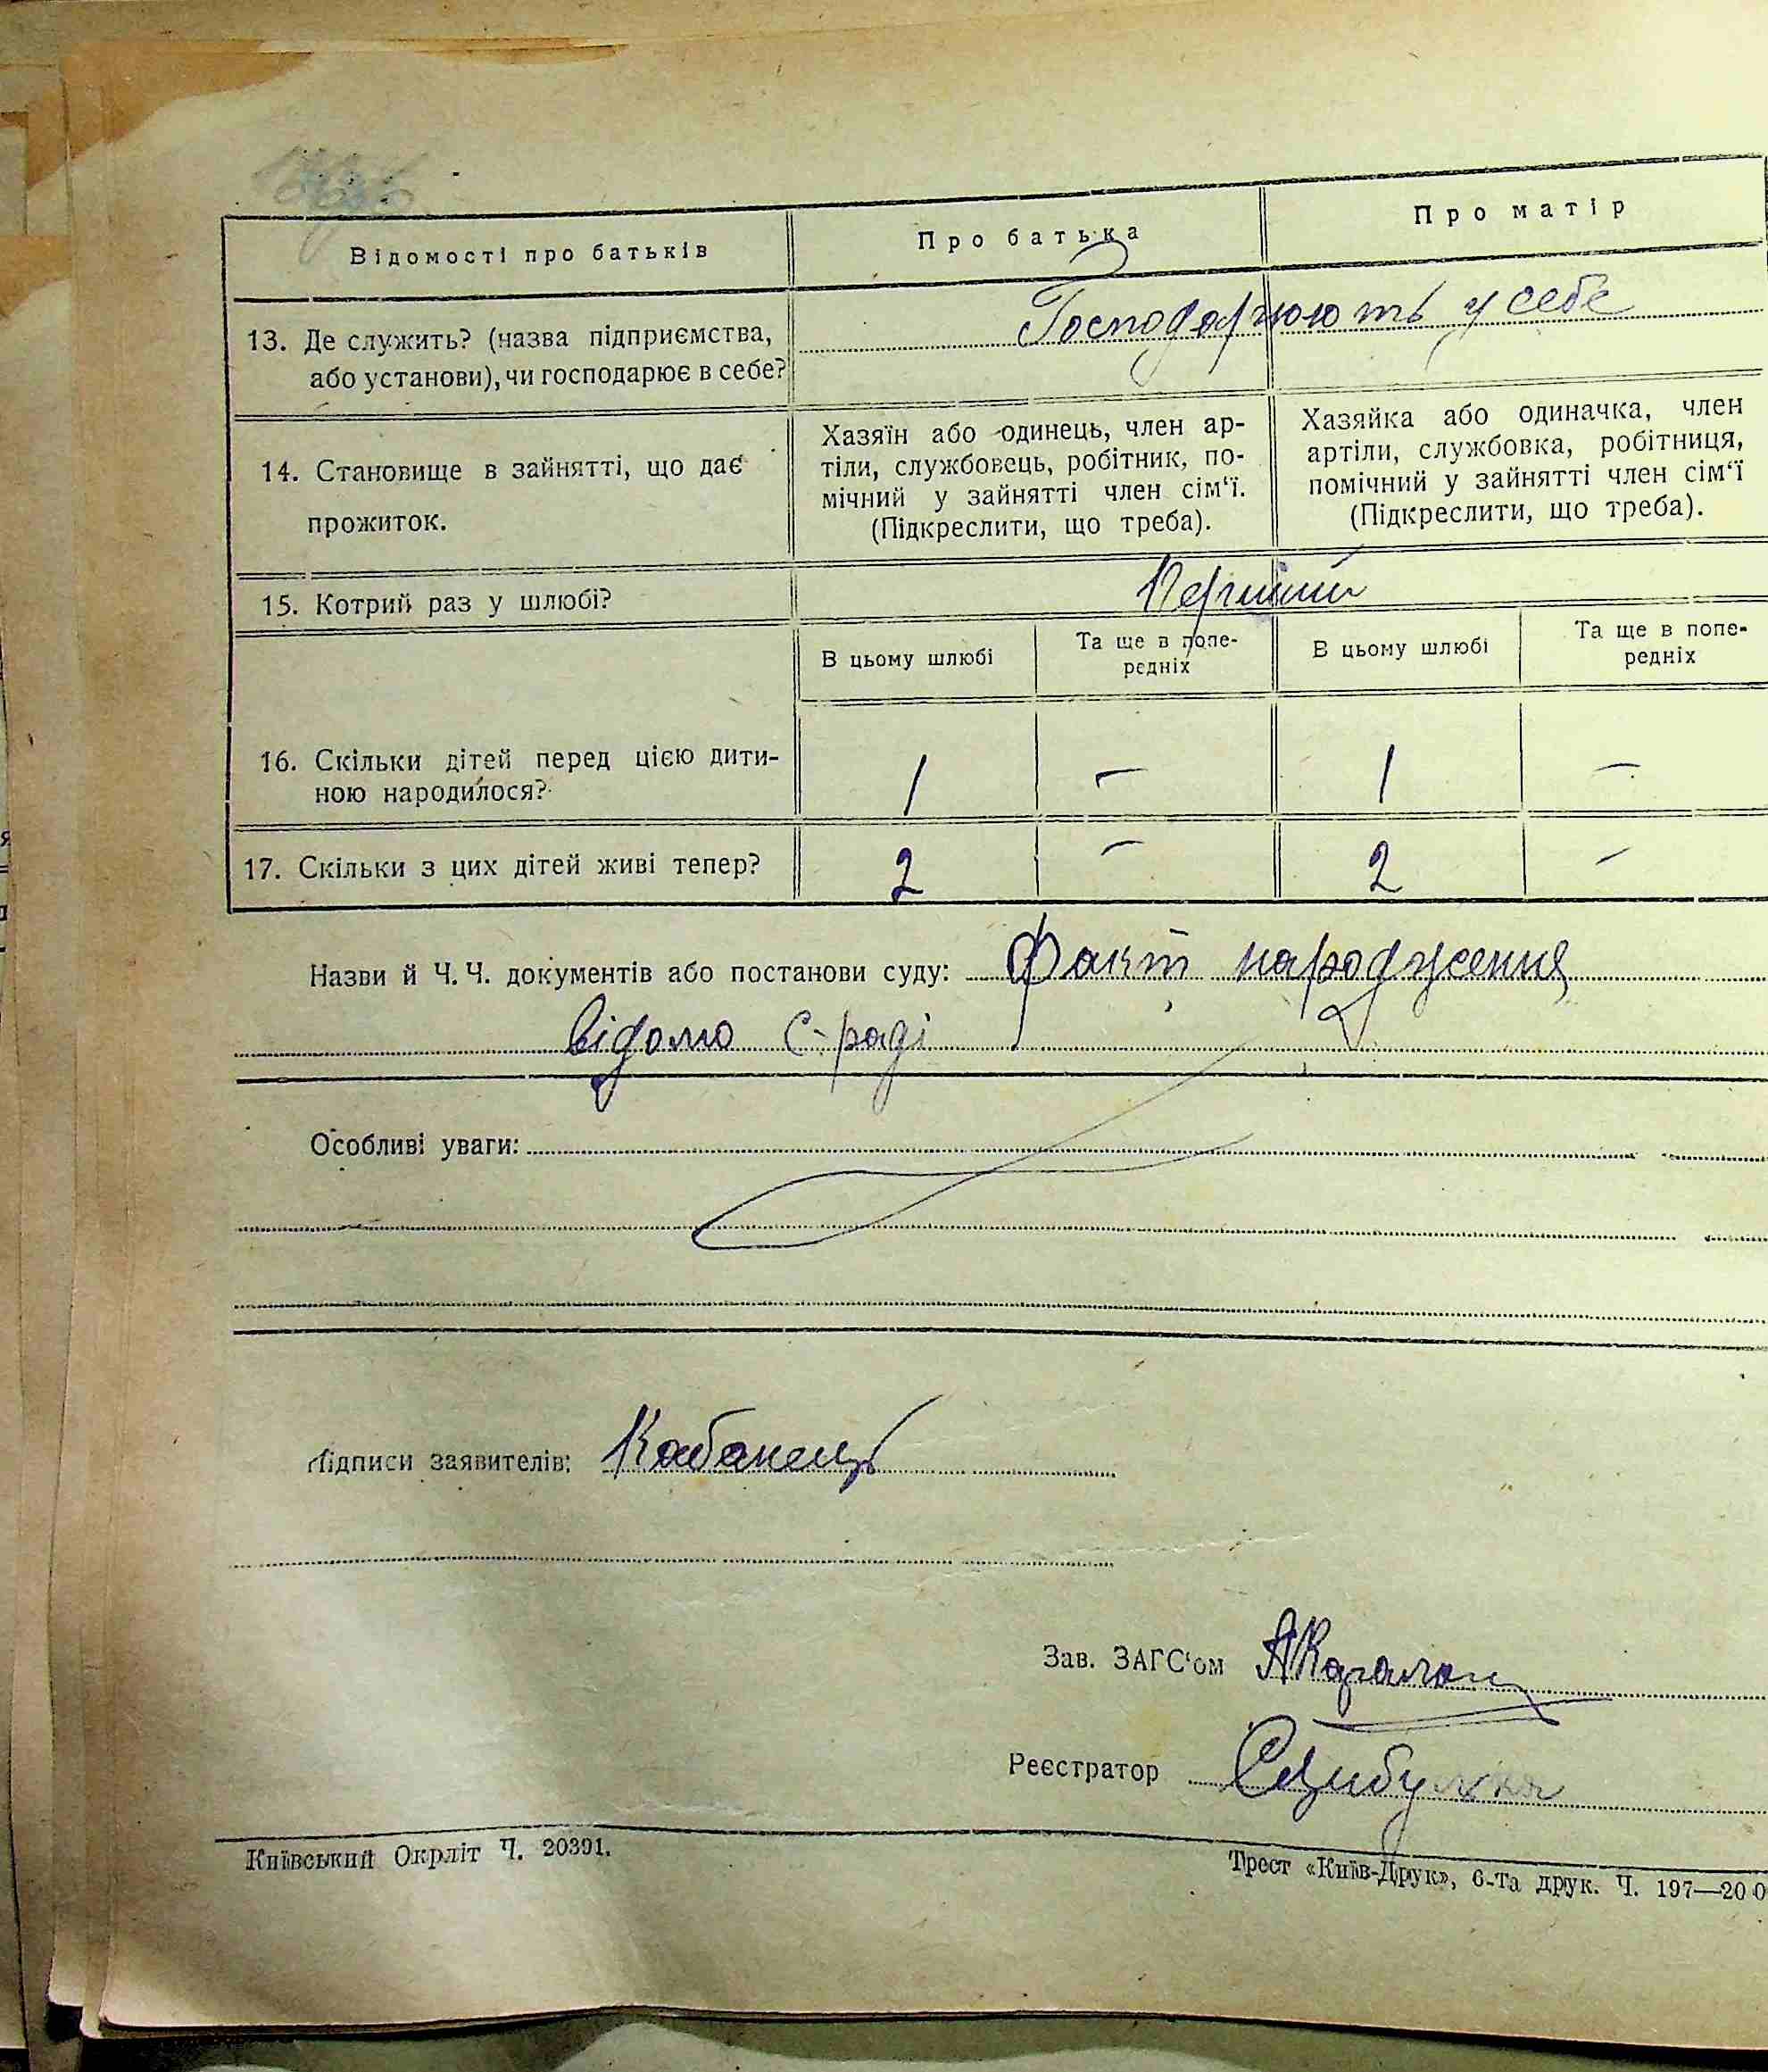 Відомості про батьків
Про батька
Про матір
13. Де служить? (назва підприємства, або установи), чи господарює в себе?
Господарюють у себе
14. Становище в зайнятті, що дає прожиток.
Хазяїн або одинець, член ар-
тіли, службовець, робітник, по-
мічний у зайнятті член сім'ї.
(Підкреслити, що треба).
Хазяйка або одиначка, член
артіли, службовка, робітниця,
помічний у зайнятті член сім'ї
(Підкреслити, що треба).
15. Котрий раз у шлюбі?
Перший
В цьому шлюбі
Та ще в попе-
редніх
В цьому шлюбі
Та ще в попе-
редніх
16. Скільки дітей перед цією дити-
ною народилося?
1 – 1 –
17. Скільки з цих дітей живі тепер?
2 – 2 –
Назви й Ч. Ч. документів або постанови суду: Факт народження
відомо С-раді
Особливі уваги:
Підписи заявителів: Кабанець
Зав. ЗАГС'ом
Реєстратор
Київський Окрліт Ч. 20391.
Трест «Київ-Друк», 6-та друк. Ч. 197—200